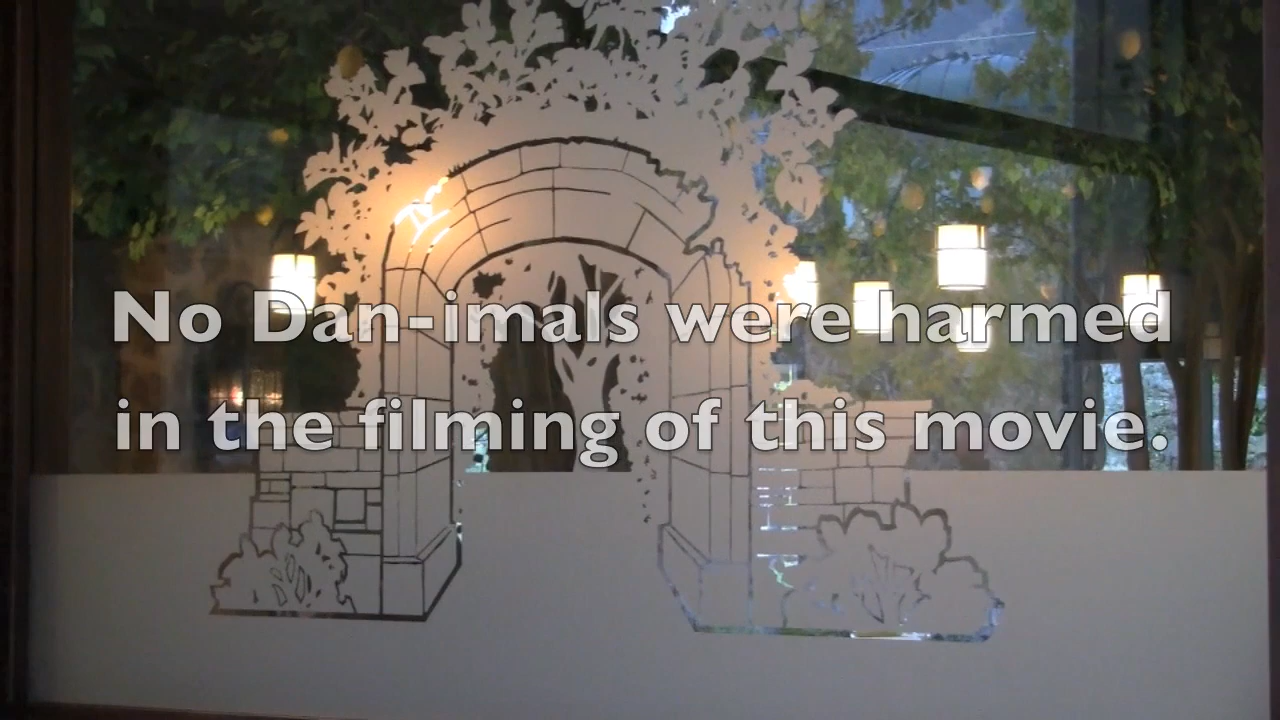 No Dan-imals were harmed
in the filming of this movie.